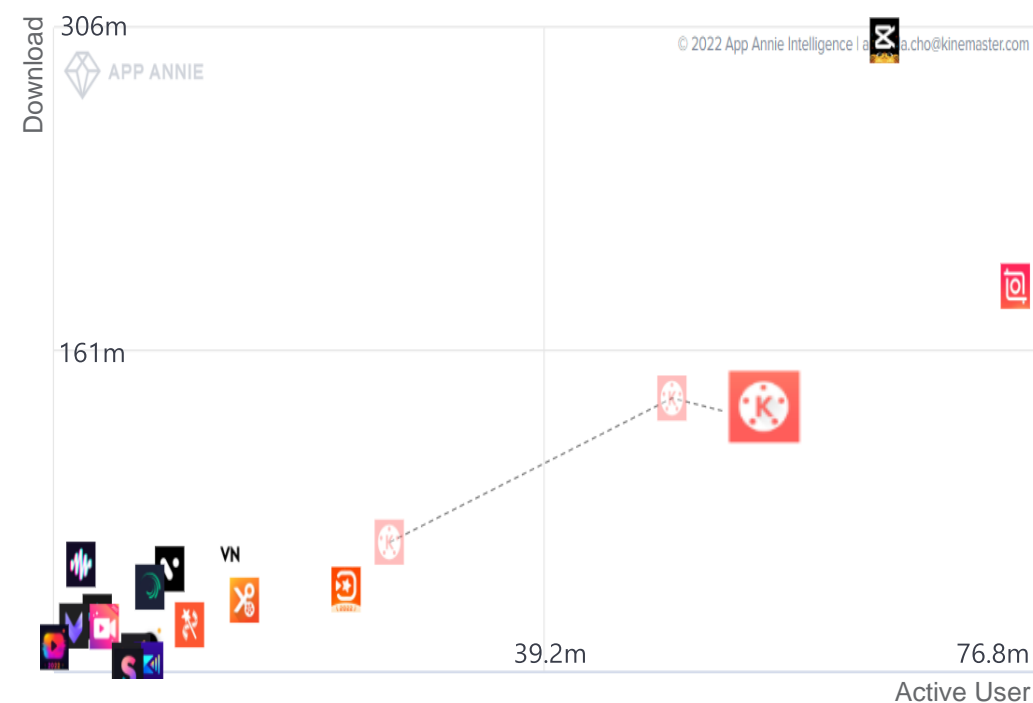 Download
306m
© 2022 App Annie Intelligence | a
a.cho@kinemaster.com
APP ANNIE
161m
K
K
K
VN
39.2m
76.8m
Active User